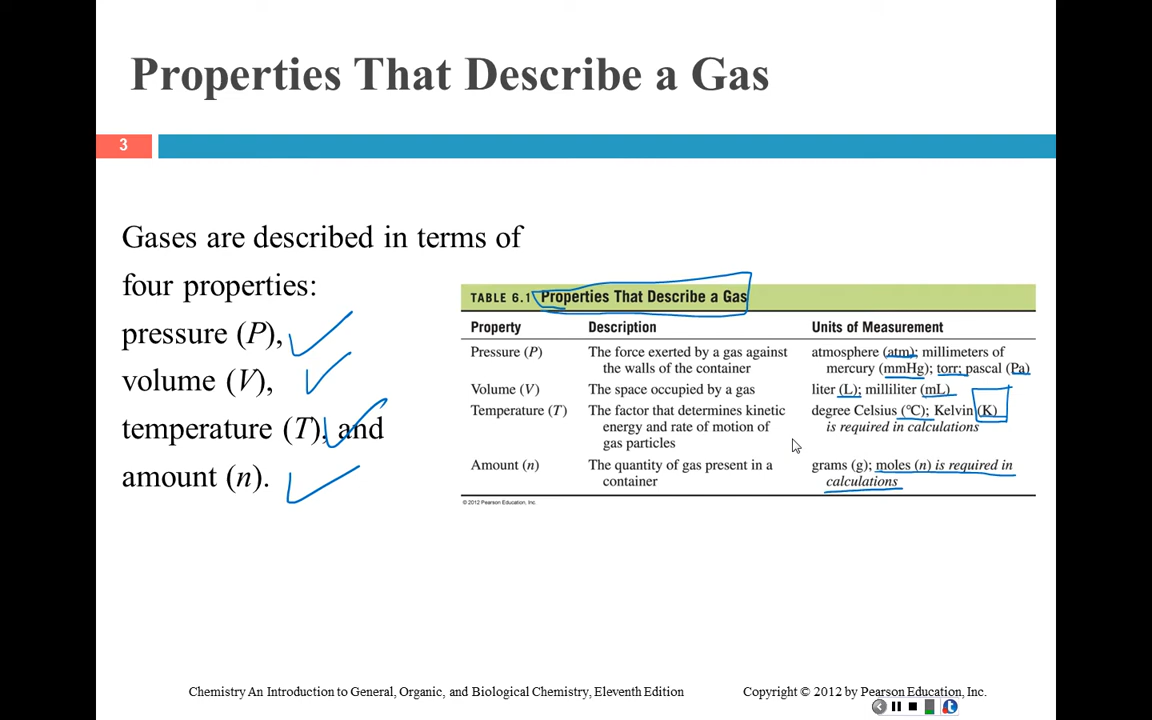 Properties That Describe a Gas
3
Gases are described in terms of
four properties:
pressure (P),
volume (V),
temperature (T), and
amount (n).
TABLE 6.1 Properties That Describe a Gas
Property Description Units of Measurement
Pressure (P) The force exerted by a gas against atmosphere (atm); millimeters of
the walls of the container mercury (mmHg); torr; pascal (Pa)
Volume (V) The space occupied by a gas liter (L); milliliter (mL)
Temperature (T) The factor that determines kinetic degree Celsius (°C); Kelvin (K)
energy and rate of motion of is required in calculations
gas particles
Amount (n) The quantity of gas present in a grams (g); moles (n) is required in
container calculations
© 2012 Pearson Education, Inc.
Chemistry An Introduction to General, Organic, and Biological Chemistry, Eleventh Edition Copyright © 2012 by Pearson Education, Inc.